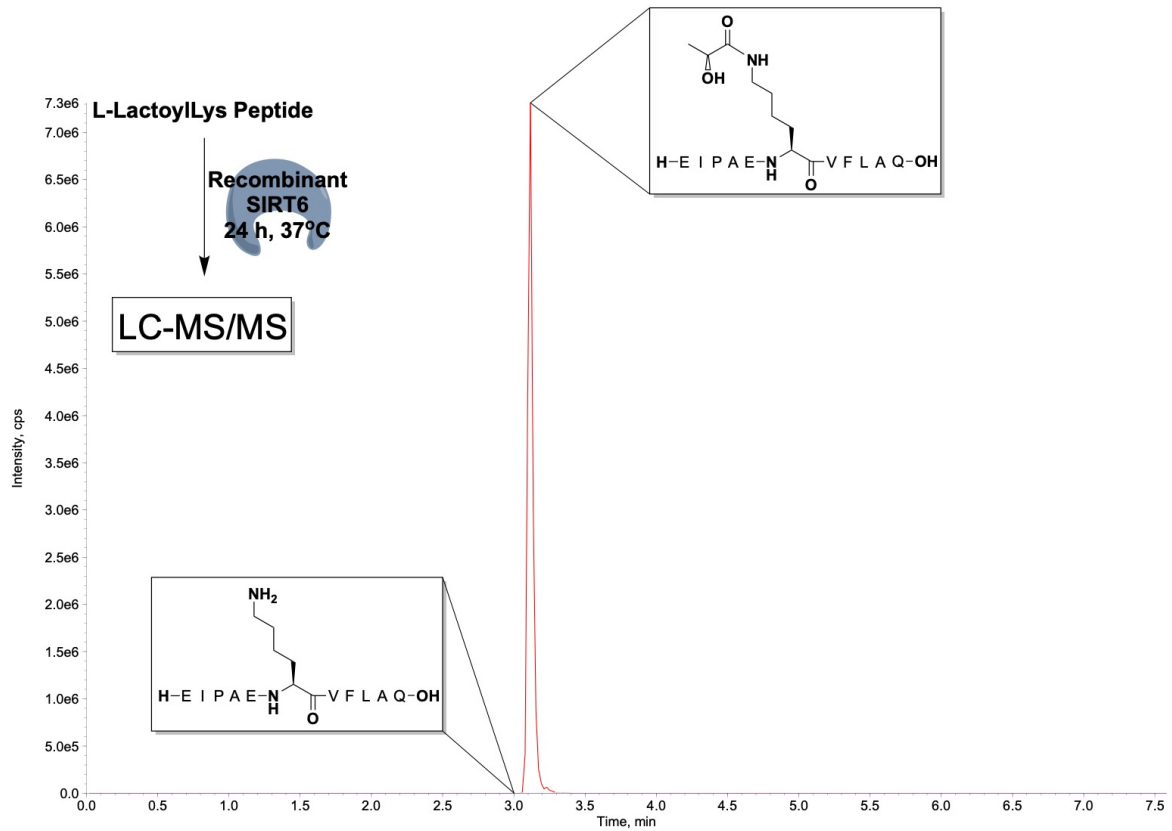 L-LactoylLys Peptide
Recombinant
SIRT6
24 h, 37°C
LC-MS/MS
O
NH
OH
H–E I P A E–N
H
O
V F L A Q–OH
NH2
H–E I P A E–N
H
O
V F L A Q–OH
Intensity, cps
7.3e6
7.0e6
6.5e6
6.0e6
5.5e6
5.0e6
4.5e6
4.0e6
3.5e6
3.0e6
2.5e6
2.0e6
1.5e6
1.0e6
5.0e5
0.0
0.0 0.5 1.0 1.5 2.0 2.5 3.0 3.5 4.0 4.5 5.0 5.5 6.0 6.5 7.0 7.5
Time, min